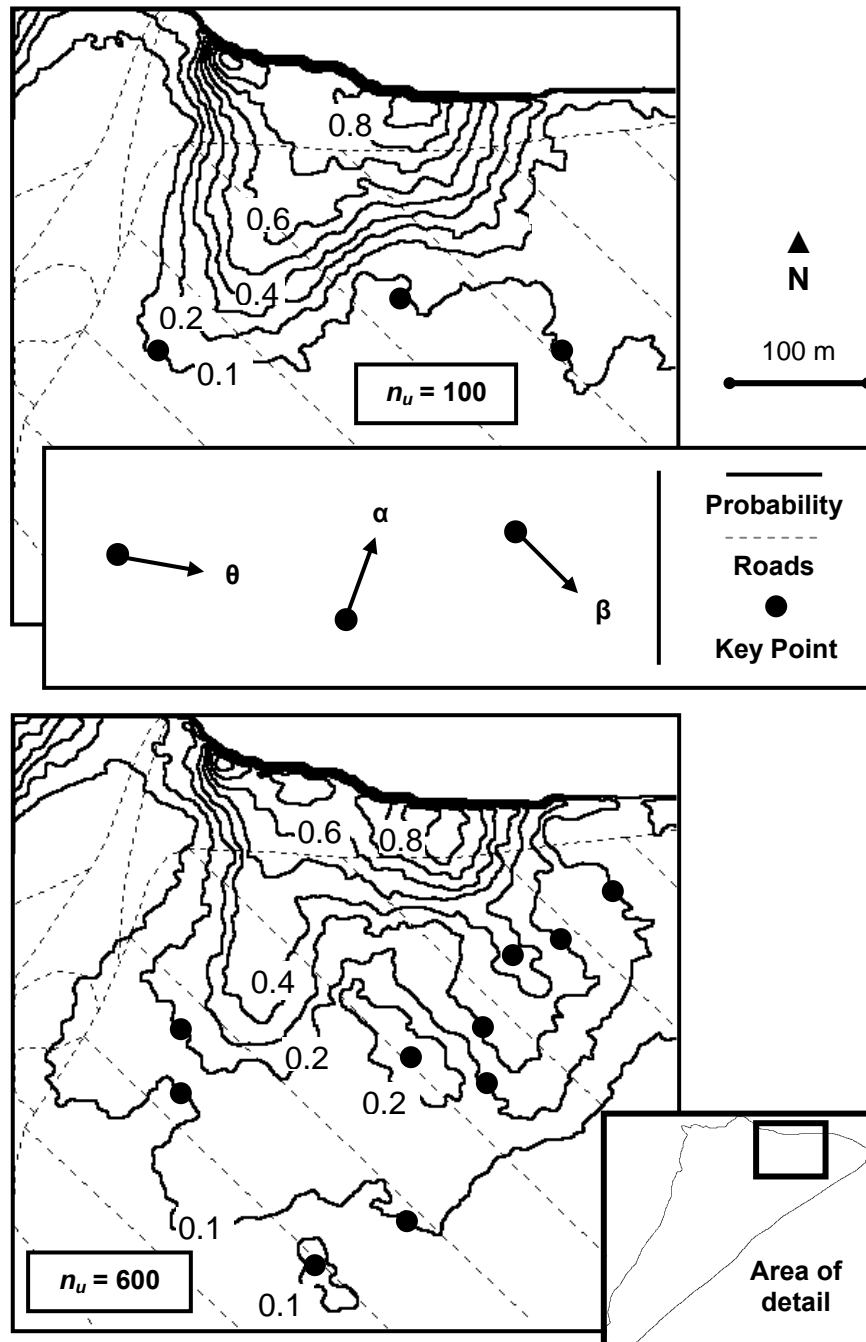 0.8
0.6
0.4
0.2
0.1
n_u = 100
N
100 m
θ
α
β
Probability
Roads
Key Point
0.6
0.8
0.4
0.2
0.2
0.1
0.1
n_u = 600
Area of
detail